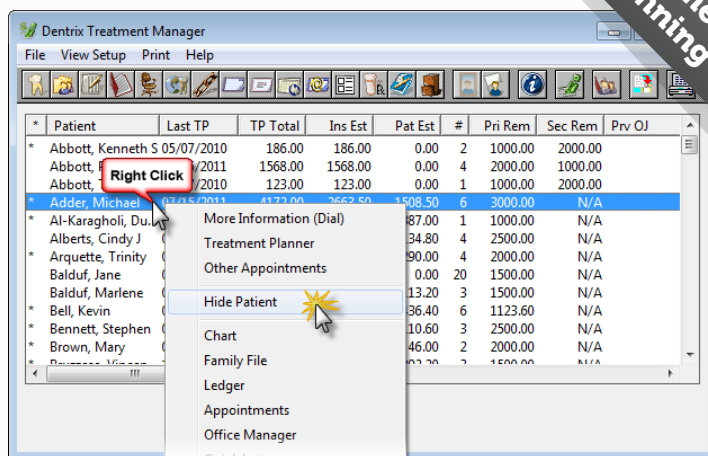 Dentrix Treatment Manager
nning
File View Setup Print Help
* Patient Last TP TP Total Ins Est Pat Est # Pri Rem Sec Rem Prv OJ
* Abbott, Kenneth S 05/07/2010 186.00 186.00 0.00 2 1000.00 2000.00
Abbott, 2011 1568.00 1568.00 0.00 4 2000.00 1000.00
Right Click
Abbott, /2010 123.00 123.00 0.00 1 1000.00 2000.00
* Adder, Michael 07/15/2011 4172.00 2663.50 1508.50 6 3000.00 N/A
* Al-Karagholi, Du... 87.00 1 1000.00 N/A
Alberts, Cindy J 34.80 4 2500.00 N/A
* Arquette, Trinity 90.00 4 2000.00 N/A
Balduf, Jane 0.00 20 1500.00 N/A
Balduf, Marlene 13.20 3 1500.00 N/A
* Bell, Kevin 36.40 6 1123.60 N/A
* Bennett, Stephen 10.60 3 2500.00 N/A
* Brown, Mary 46.00 2 2000.00 N/A
More Information (Dial)
Treatment Planner
Other Appointments
Hide Patient
Chart
Family File
Ledger
Appointments
Office Manager